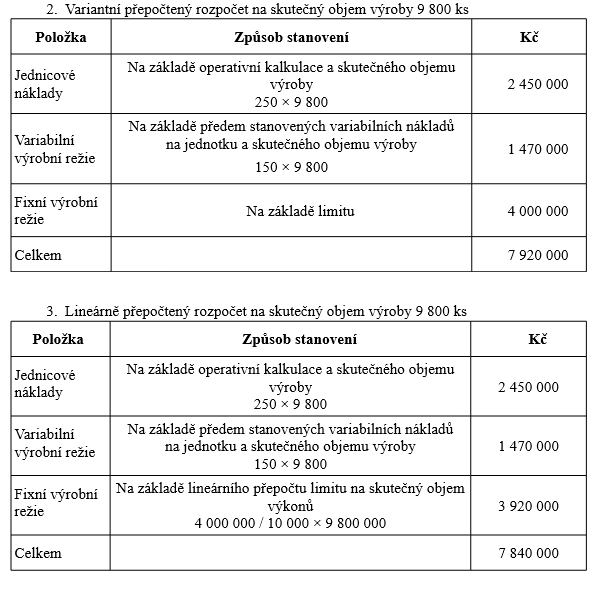 2. Variantní přepočtený rozpočet na skutečný objem výroby 9 800 ks
Položka Způsob stanovení Kč
Jednicové náklady Na základě operativní kalkulace a skutečného objemu
výroby
250 × 9 800 2 450 000
Variabilní výrobní režie Na základě předem stanovených variabilních nákladů
na jednotku a skutečného objemu výroby
150 × 9 800 1 470 000
Fixní výrobní režie Na základě limitu 4 000 000
Celkem 7 920 000
3. Lineárně přepočtený rozpočet na skutečný objem výroby 9 800 ks
Položka Způsob stanovení Kč
Jednicové náklady Na základě operativní kalkulace a skutečného objemu
výroby
250 × 9 800 2 450 000
Variabilní výrobní režie Na základě předem stanovených variabilních nákladů
na jednotku a skutečného objemu výroby
150 × 9 800 1 470 000
Fixní výrobní režie Na základě lineárního přepočtu limitu na skutečný objem
výkonů
4 000 000 / 10 000 × 9 800 000 3 920 000
Celkem 7 840 000